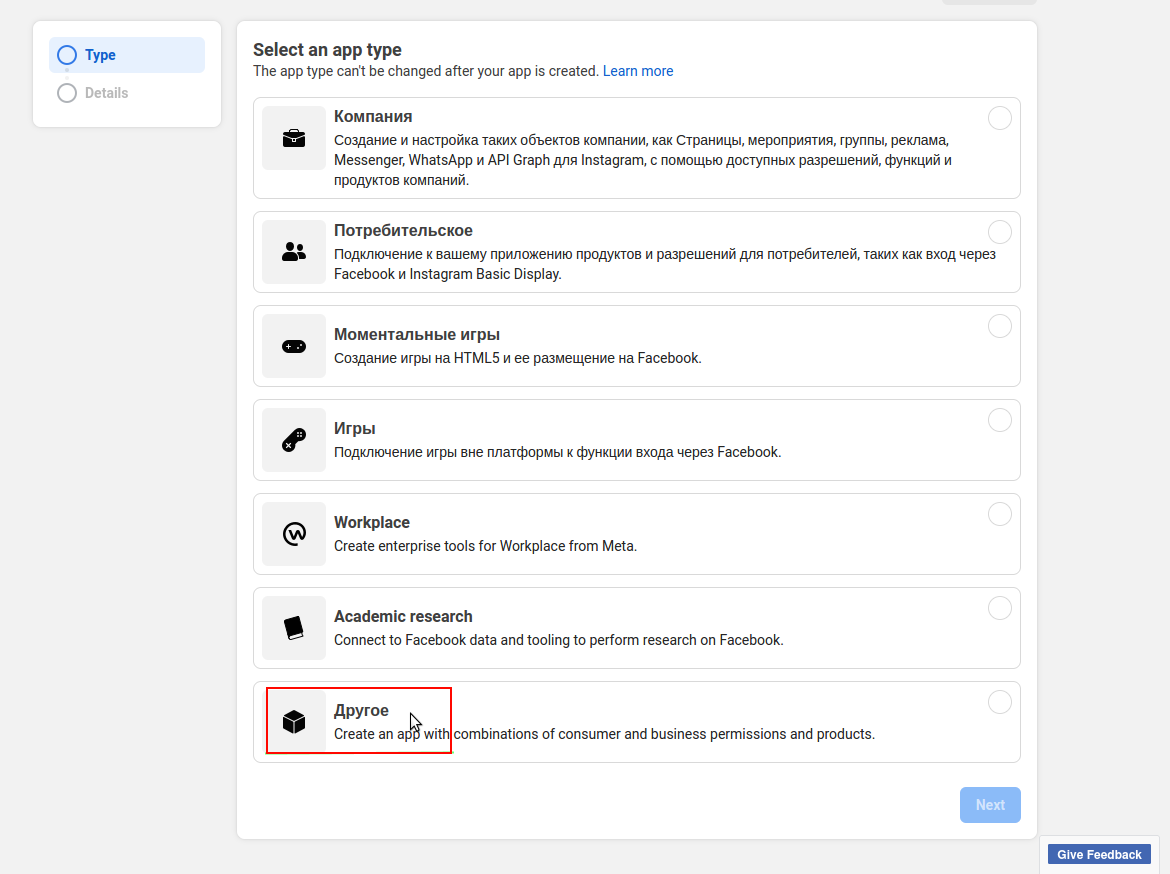 Type
Details
Select an app type
The app type can't be changed after your app is created. Learn more
Компания
Создание и настройка таких объектов компании, как Страницы, мероприятия, группы, реклама,
Messenger, WhatsApp и API Graph для Instagram, с помощью доступных разрешений, функций и
продуктов компаний.
Потребительское
Подключение к вашему приложению продуктов и разрешений для потребителей, таких как вход через
Facebook и Instagram Basic Display.
Моментальные игры
Создание игры на HTML5 и ее размещение на Facebook.
Игры
Подключение игры вне платформы к функции входа через Facebook.
Workplace
Create enterprise tools for Workplace from Meta.
Academic research
Connect to Facebook data and tooling to perform research on Facebook.
Другое
Create an app with combinations of consumer and business permissions and products.
Next
Give Feedback